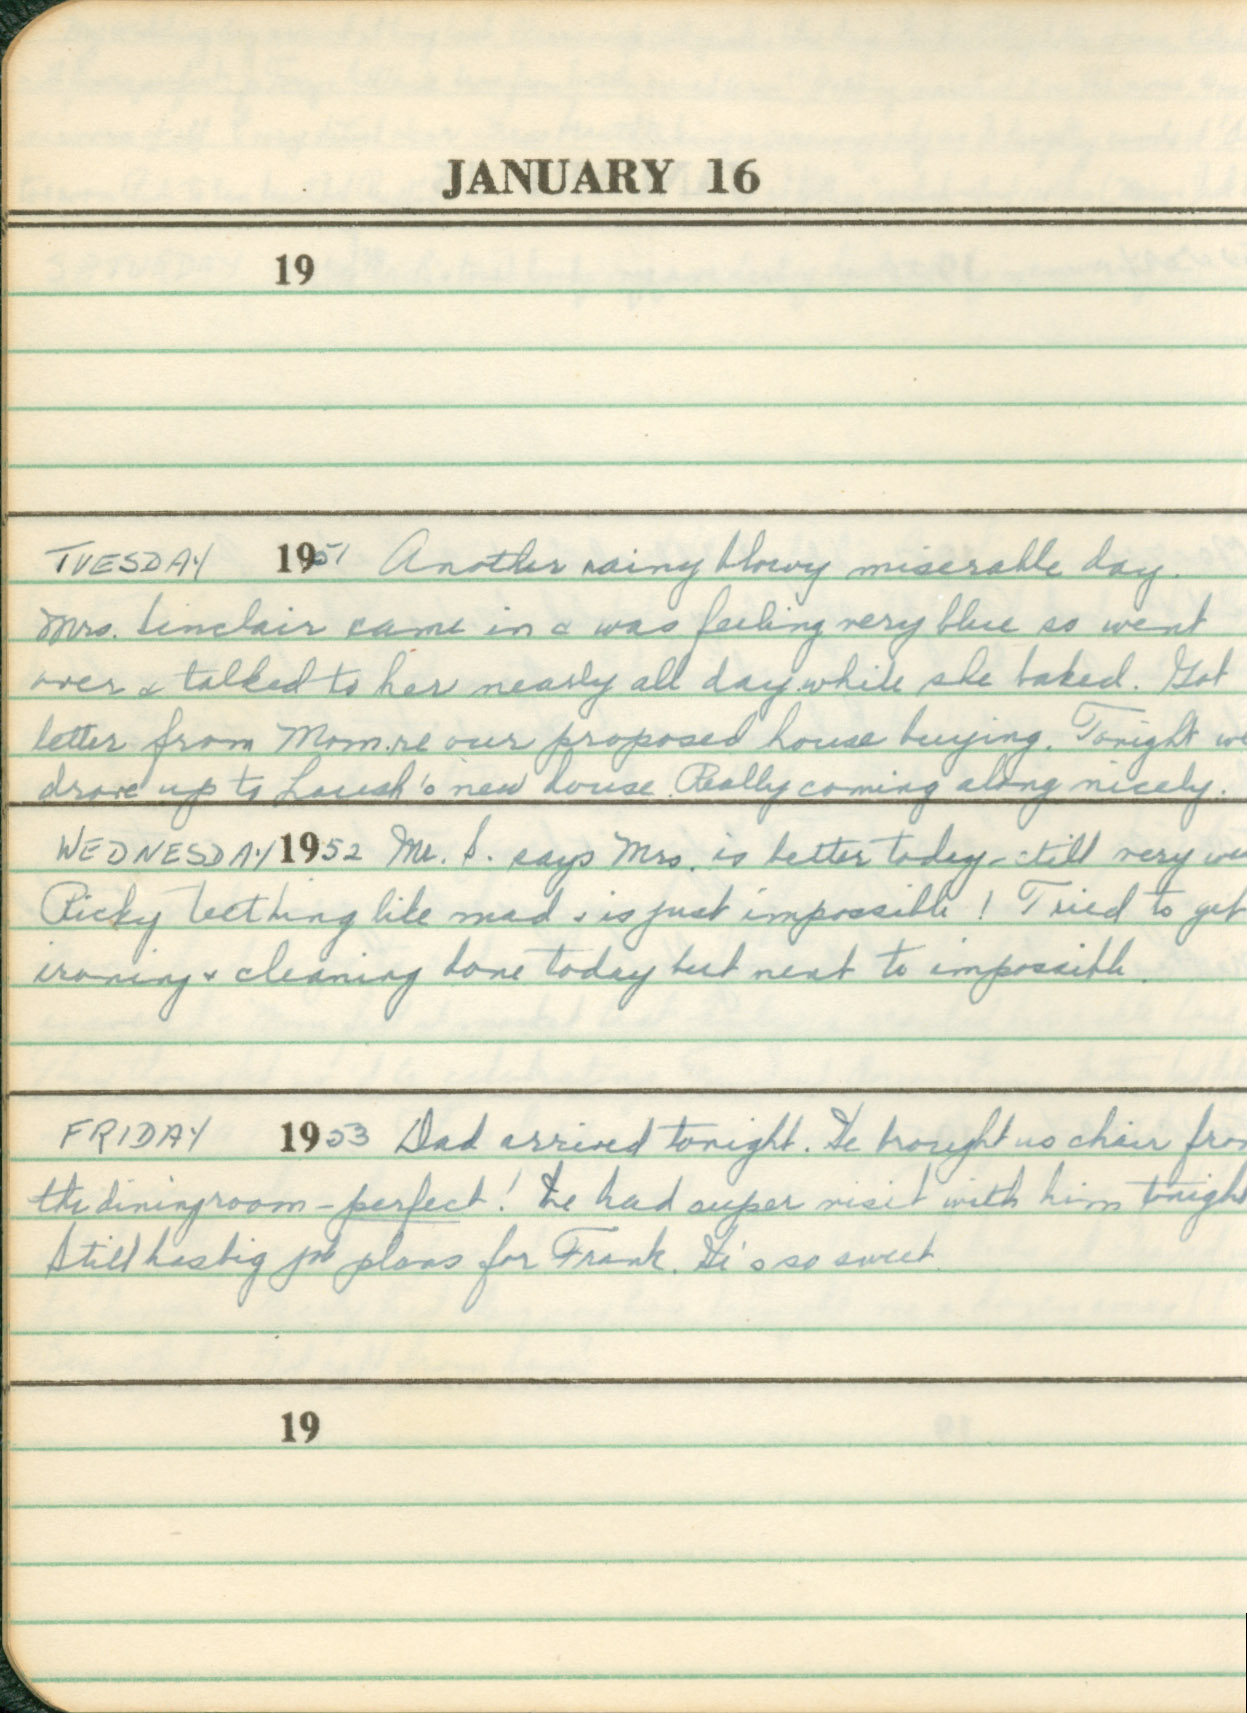 JANUARY 16
19
TUESDAY 1951 Another rainy blowy miserable day.
Mrs. Sinclair came in & was feeling very blue so went
over & talked to her nearly all day while she baked. Got
letter from Mom re our proposed house buying. Tonight we
drove up to new house. Really coming along nicely.
WEDNESDAY 1952 Mr. S. says Mrs. is better today - still very
Ricky teething like mad & is just impossible! Tried to get
ironing & cleaning done today but next to impossible.
FRIDAY 1953 Dad arrived tonight. He brought us chair from
the diningroom - perfect! We had super visit with him tonight
Still has big job plans for Frank. He's so sweet.
19